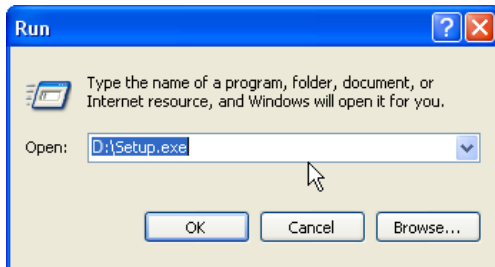 Run
Type the name of a program, folder, document, or
Internet resource, and Windows will open it for you.
Open: D:\Setup.exe
OK Cancel Browse...